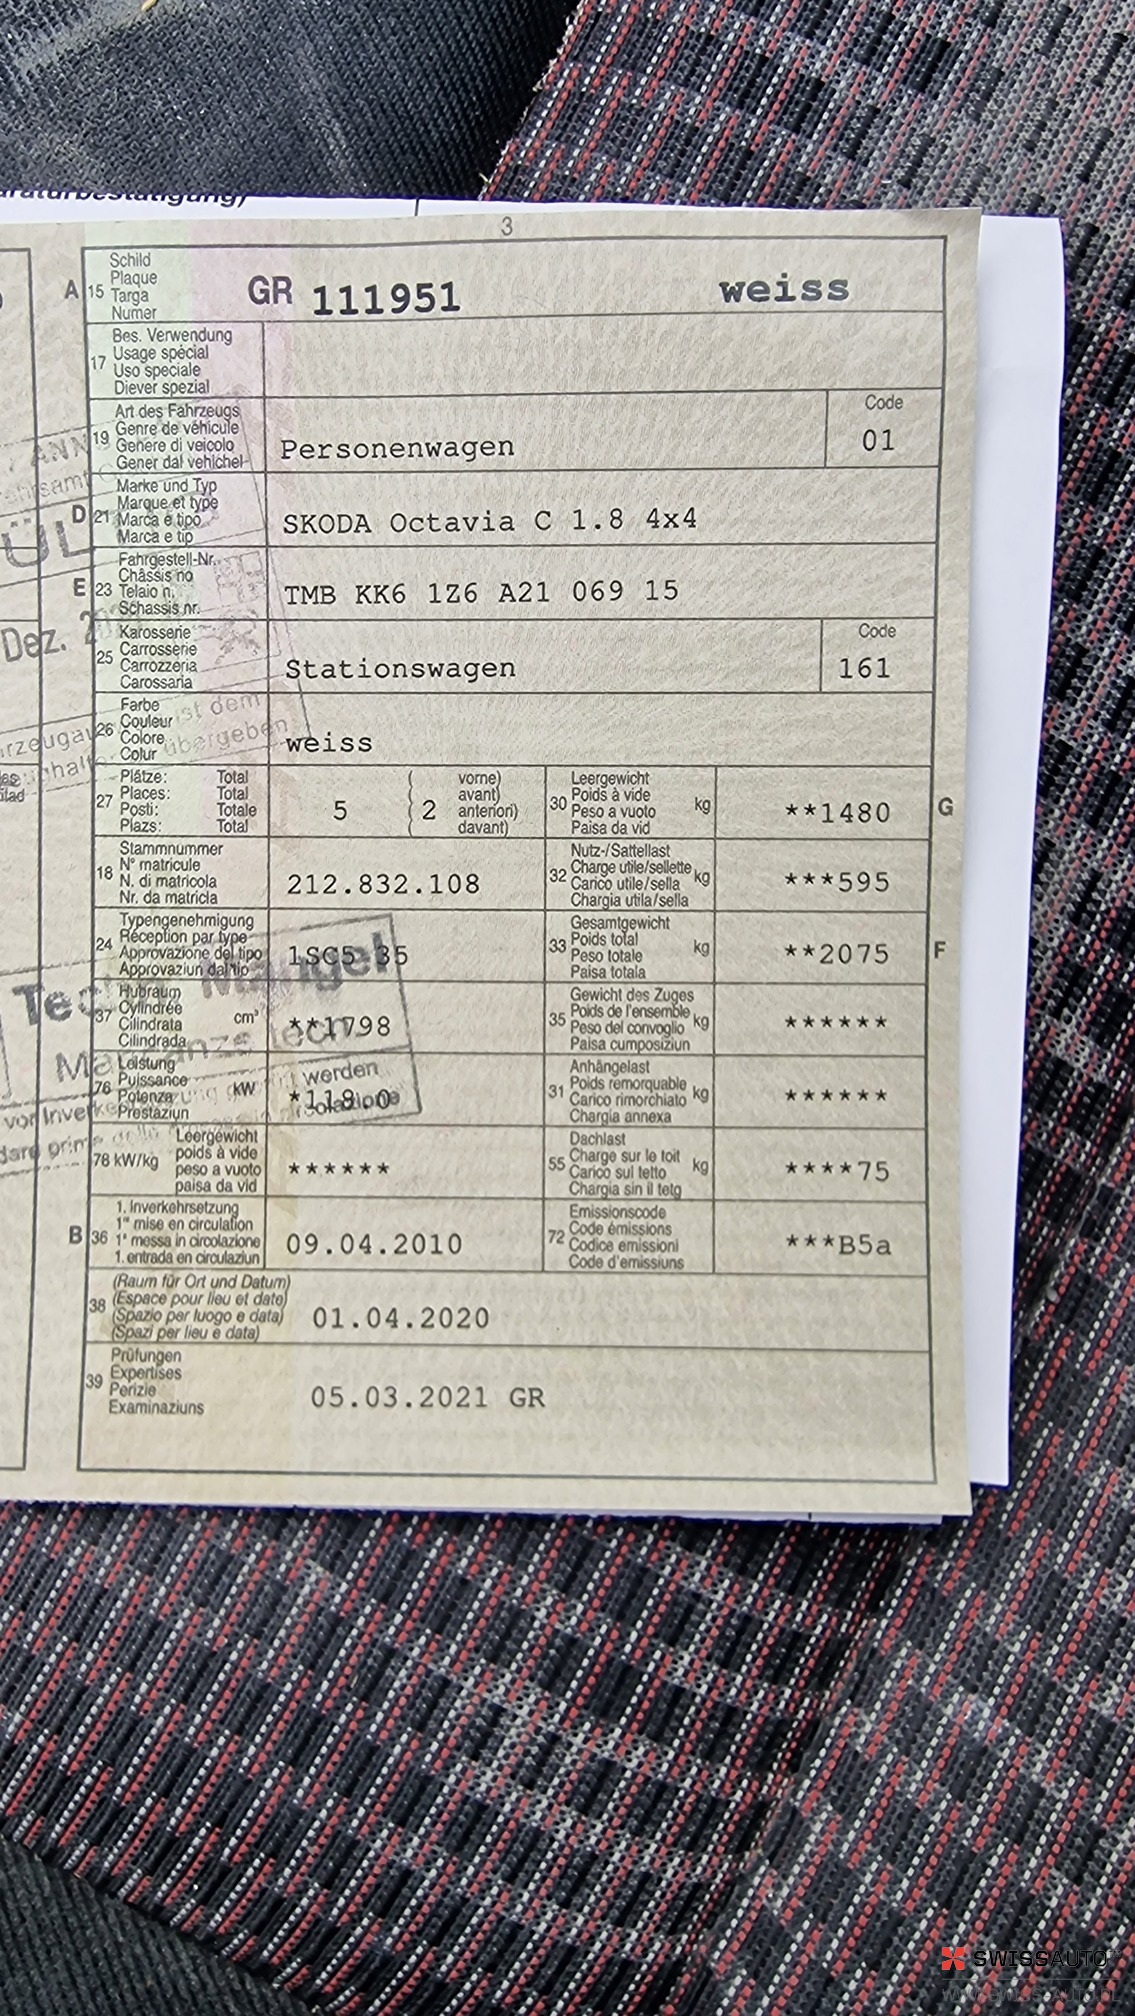 3
A 15 Schild
Plaque
Targa
Numer
GR 111951 weiss
17 Bes. Verwendung
Usage spécial
Uso speciale
Diever spezial
19 Art des Fahrzeugs
Genre de véhicule
Genere di veicolo
Gener dal vehichel
Personenwagen
Code
01
D 21 Marke und Typ
Marque et type
Marca e tipo
Marca e tip
SKODA Octavia C 1.8 4x4
E 23 Fahrgestell-Nr.
Châssis no
Telaio n.
Schassis nr.
TMB KK6 1Z6 A21 069 15
25 Karosserie
Carrosserie
Carrozzeria
Carossaria
Stationswagen
Code
161
26 Farbe
Couleur
Colore
Colur
weiss
27 Plätze: Total
Places: Total
Posti: Totale
Plazs: Total
5 ( 2 vorne)
avant)
anteriori)
davant)
30 Leergewicht
Poids à vide
Peso a vuoto
Paisa da vid
kg
**1480 G
18 Stammnummer
N° matricule
N. di matricola
Nr. da matricla
212.832.108
32 Nutz-/Sattellast
Charge utile/sellette
Carico utile/sella
Chargia utila/sella
kg
***595
24 Typengenehmigung
Réception par type
Approvazione del tipo
Approvaziun dal tip
1SC5 35
33 Gesamtgewicht
Poids total
Peso totale
Paisa totala
kg
**2075 F
37 Hubraum
Cylindrée
Cilindrata
Cilindrada
cm³
**1798
35 Gewicht des Zuges
Poids de l'ensemble
Peso del convoglio
Paisa cumposiziun
kg
******
76 Leistung
Puissance
Potenza
Prestaziun
kW
*118.0
31 Anhängelast
Poids remorquable
Carico rimorchiato
Chargia annexa
kg
******
78 kW/kg Leergewicht
poids à vide
peso a vuoto
paisa da vid
******
55 Dachlast
Charge sur le toit
Carico sul tetto
Chargia sin il tetg
kg
****75
B 36 1. Inverkehrsetzung
1re mise en circulation
1a messa in circolazione
1. entrada en circulaziun
09.04.2010
72 Emissionscode
Code émissions
Codice emissioni
Code d'emissiuns
***B5a
38 (Raum für Ort und Datum)
(Espace pour lieu et date)
(Spazio per luogo e data)
(Spazi per lieu e data)
01.04.2020
39 Prüfungen
Expertises
Perizie
Examinaziuns
05.03.2021 GR
Dez.
ist dem
übergeben
Mangel
tech
werden
vor Inverke
SWISSAUTO
WWW.SWISSAUTO.PL